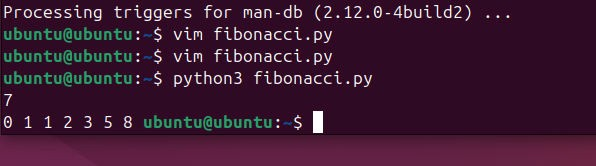 Processing triggers for man-db (2.12.0-4build2) ...
ubuntu@ubuntu:~$ vim fibonacci.py
ubuntu@ubuntu:~$ vim fibonacci.py
ubuntu@ubuntu:~$ python3 fibonacci.py
7
0 1 1 2 3 5 8 ubuntu@ubuntu:~$